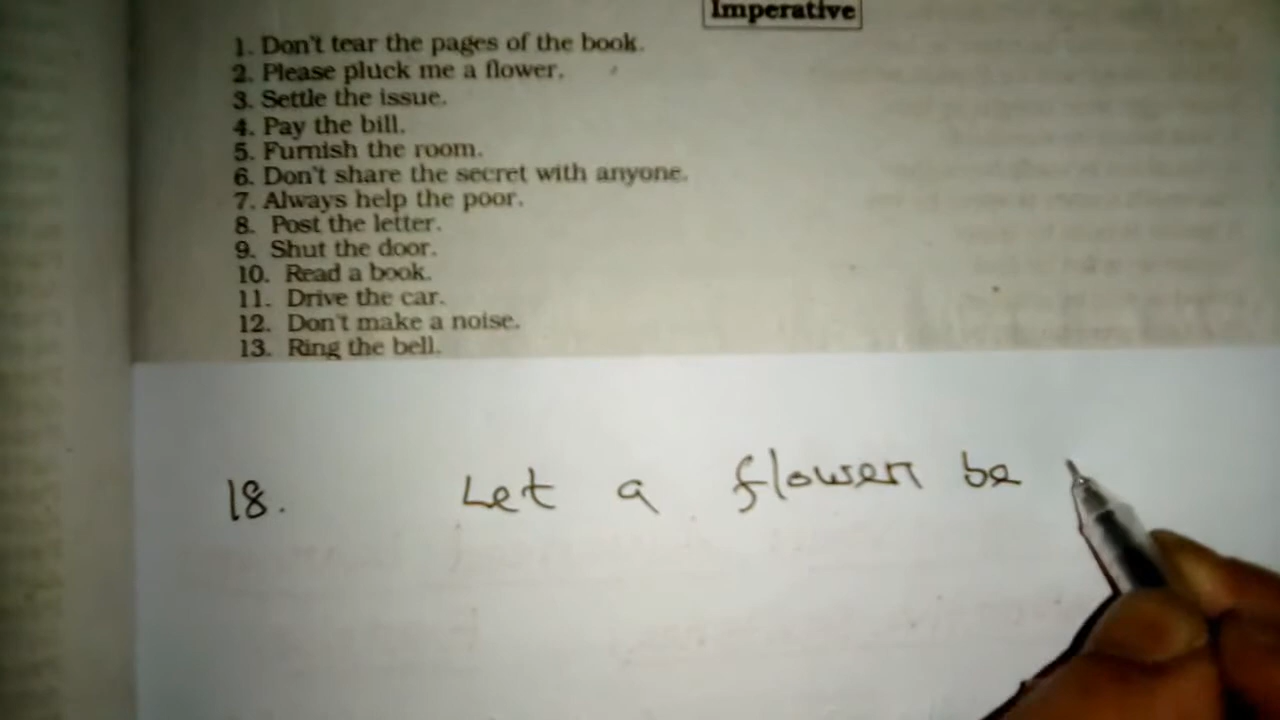 Imperative
1. Don't tear the pages of the book.
2. Please pluck me a flower.
3. Settle the issue.
4. Pay the bill.
5. Furnish the room.
6. Don't share the secret with anyone.
7. Always help the poor.
8. Post the letter.
9. Shut the door.
10. Read a book.
11. Drive the car.
12. Don't make a noise.
13. Ring the bell.
18. Let a flower be